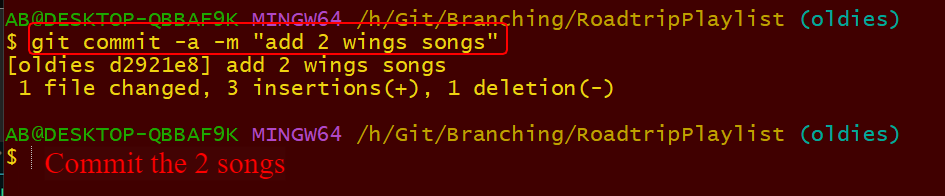 AB@DESKTOP-QBBAF9K MINGW64 /h/Git/Branching/RoadtripPlaylist (oldies)
$ git commit -a -m "add 2 wings songs"
[oldies d2921e8] add 2 wings songs
 1 file changed, 3 insertions(+), 1 deletion(-)
AB@DESKTOP-QBBAF9K MINGW64 /h/Git/Branching/RoadtripPlaylist (oldies)
$ Commit the 2 songs